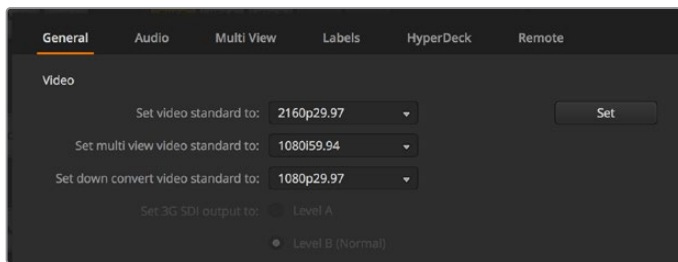 General Audio Multi View Labels HyperDeck Remote
Video
Set video standard to: 2160p29.97 Set
Set multi view video standard to: 1080i59.94
Set down convert video standard to: 1080p29.97
Set 3G SDI output to: Level A
Level B (Normal)